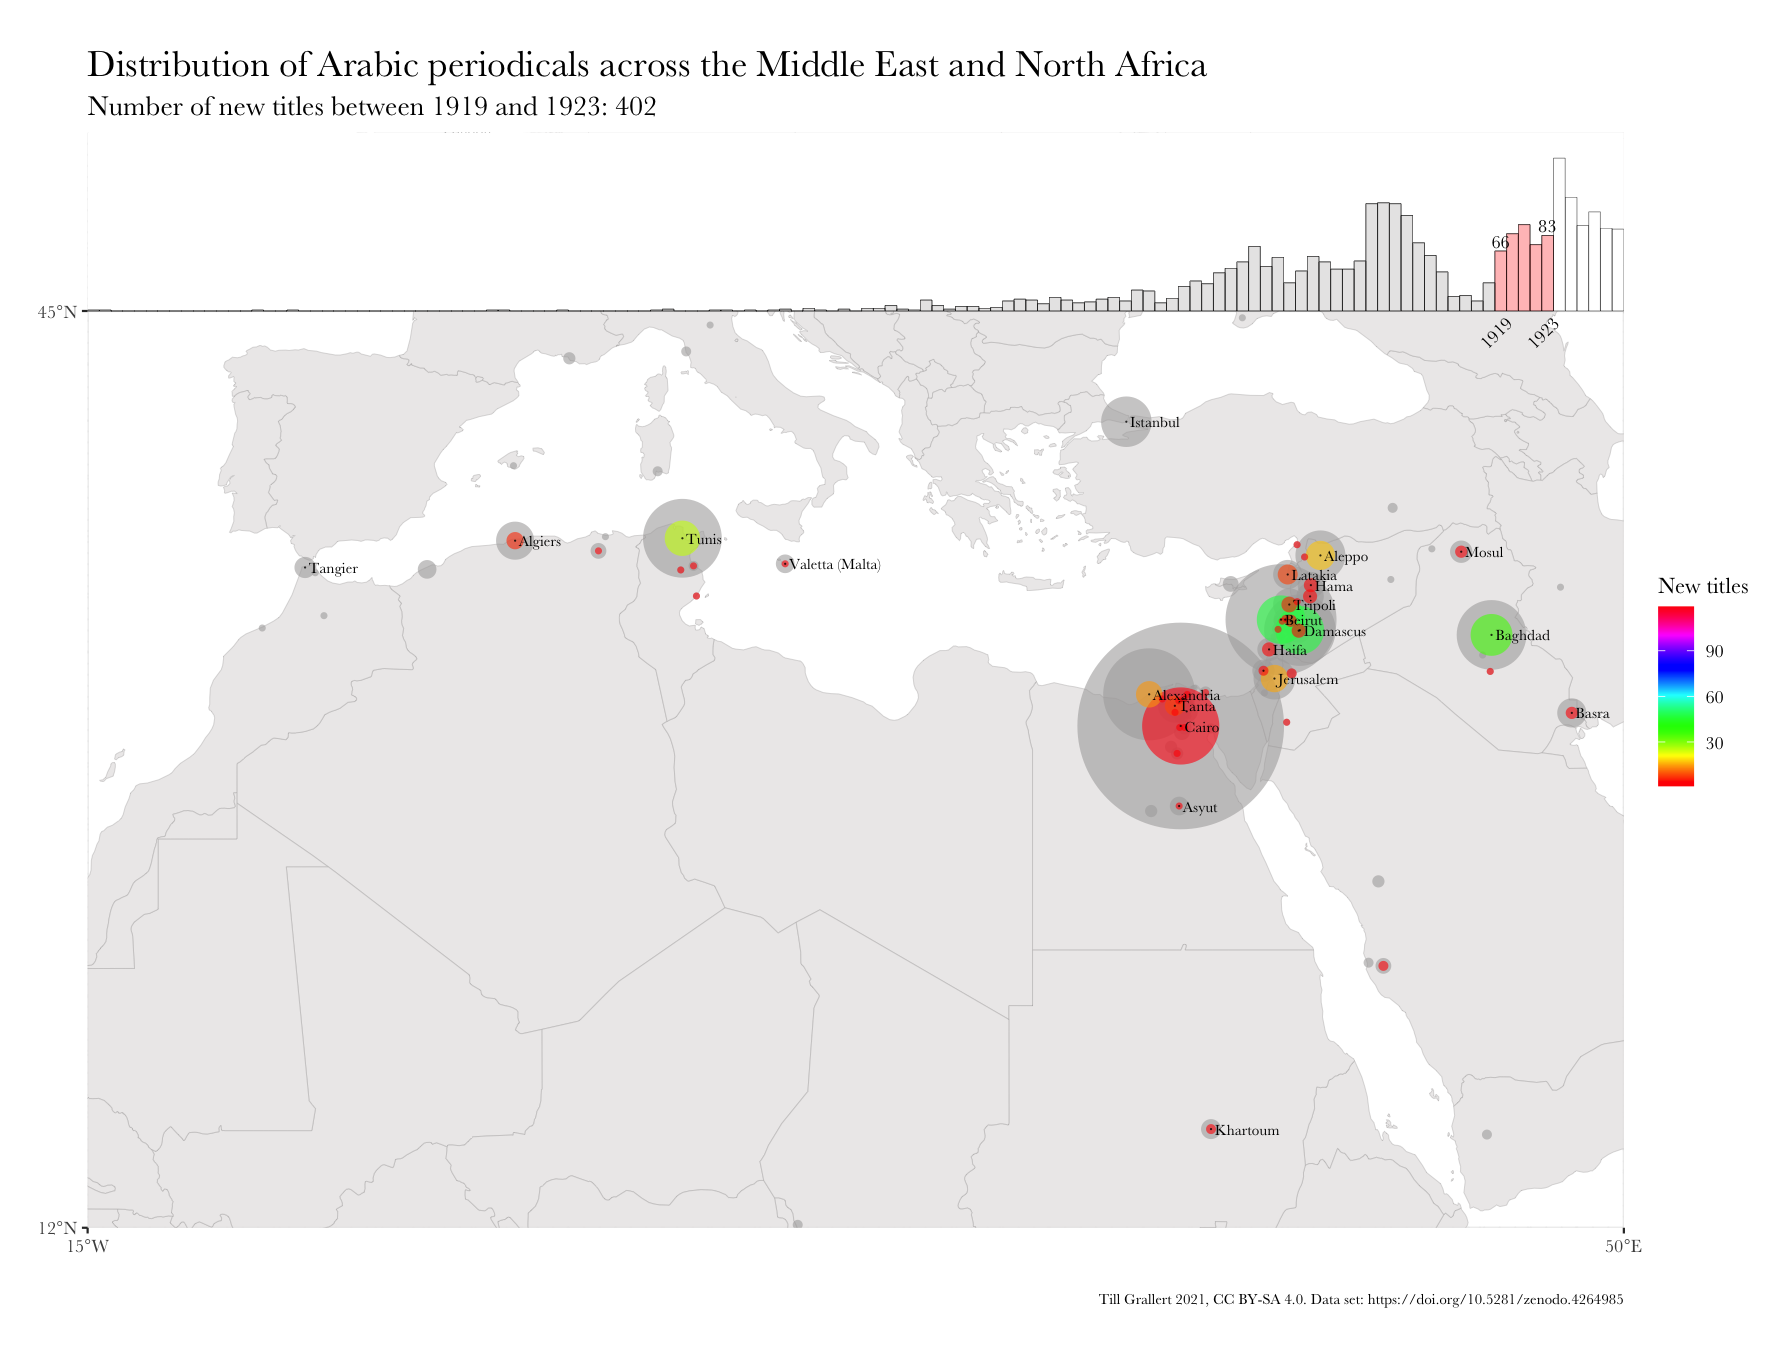 Distribution of Arabic periodicals across the Middle East and North Africa
Number of new titles between 1919 and 1923: 402
66
83
45°N
1919
1923
Istanbul
Algiers
Tunis
Tangier
Valetta (Malta)
Aleppo
Mosul
Latakia
Hama
Tripoli
Beirut
Damascus
Baghdad
Haifa
Jerusalem
Alexandria
Tanta
Cairo
Basra
Asyut
Khartoum
New titles
90
60
30
12°N
15°W
50°E
Till Grallert 2021, CC BY-SA 4.0. Data set: https://doi.org/10.5281/zenodo.4264985